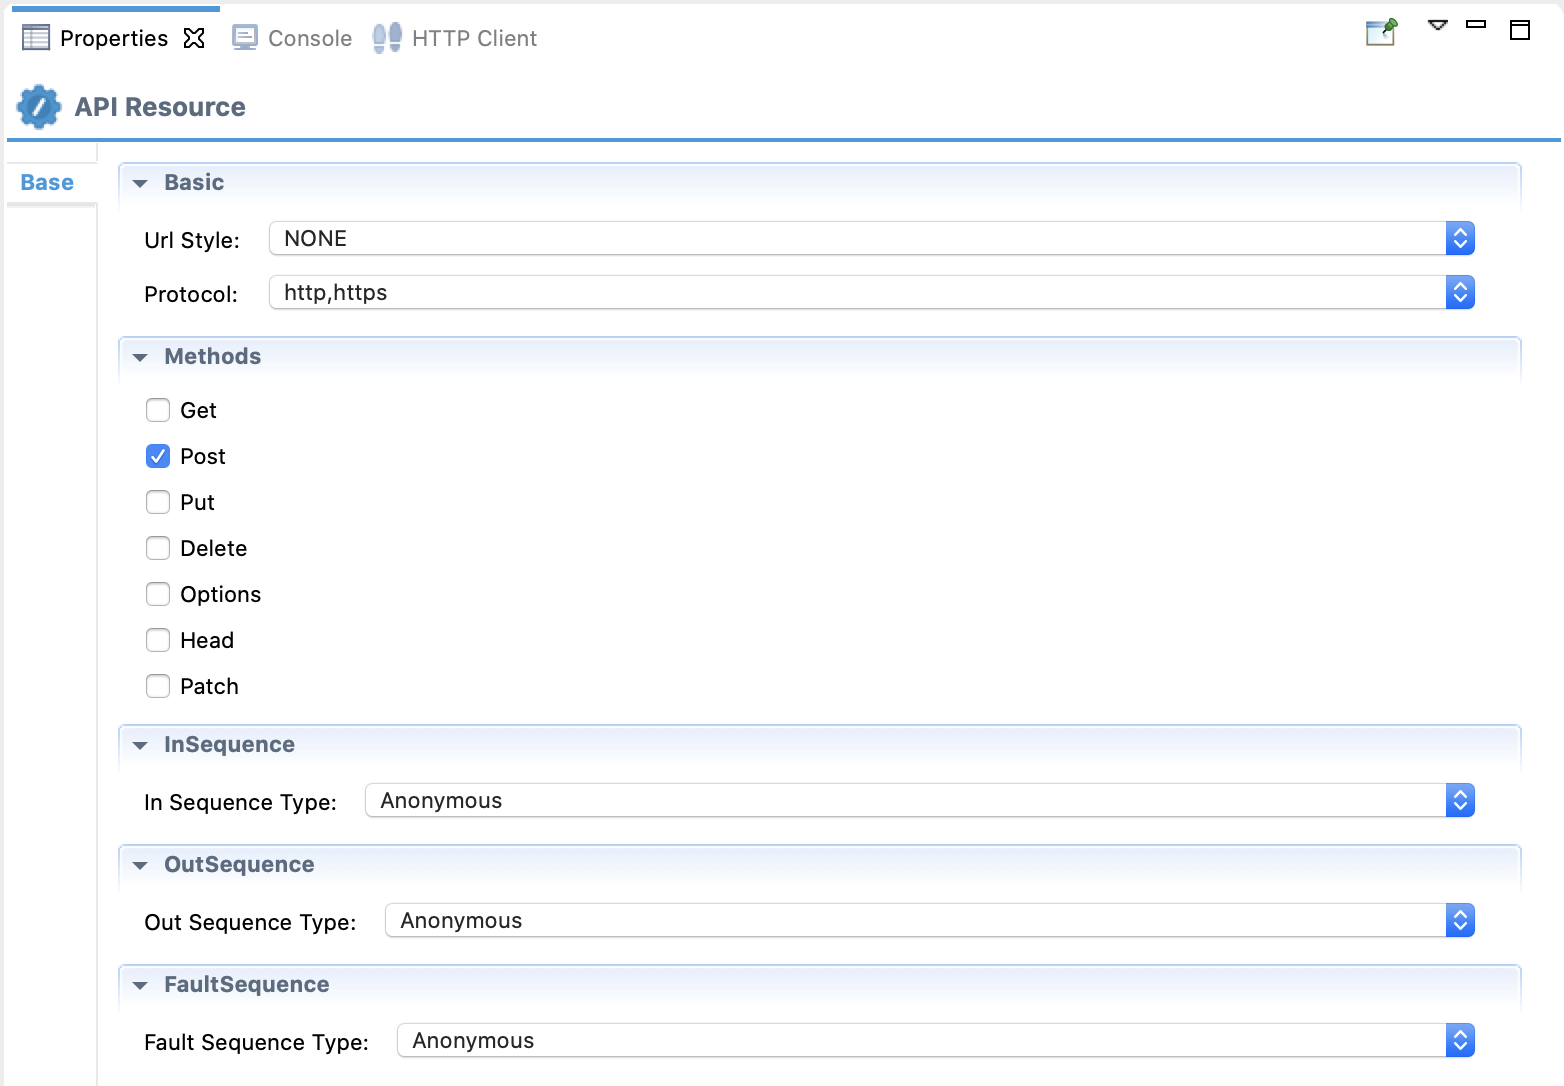 Properties Console HTTP Client
API Resource
Base
Basic
Url Style: NONE
Protocol: http,https
Methods
Get
Post
Put
Delete
Options
Head
Patch
InSequence
In Sequence Type: Anonymous
OutSequence
Out Sequence Type: Anonymous
FaultSequence
Fault Sequence Type: Anonymous